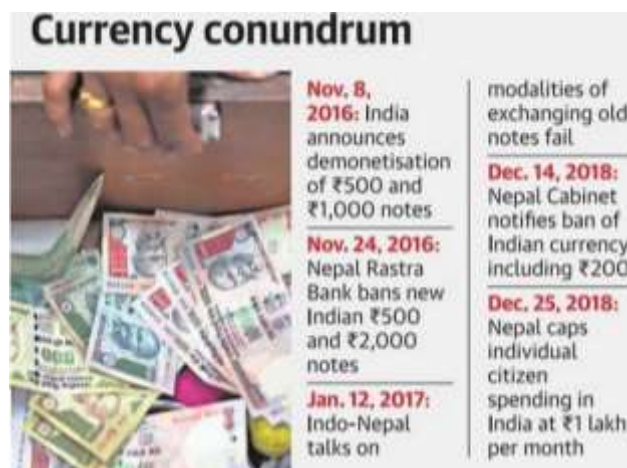 Currency conundrum
Nov. 8,
2016: India
announces
demonetisation
of ₹500 and
₹1,000 notes
Nov. 24, 2016:
Nepal Rastra
Bank bans new
Indian ₹500
and ₹2,000
notes
Jan. 12, 2017:
Indo-Nepal
talks on
modalities of
exchanging old
notes fail
Dec. 14, 2018:
Nepal Cabinet
notifies ban of
Indian currency
including ₹200
Dec. 25, 2018:
Nepal caps
individual
citizen
spending in
India at ₹1 lakh
per month